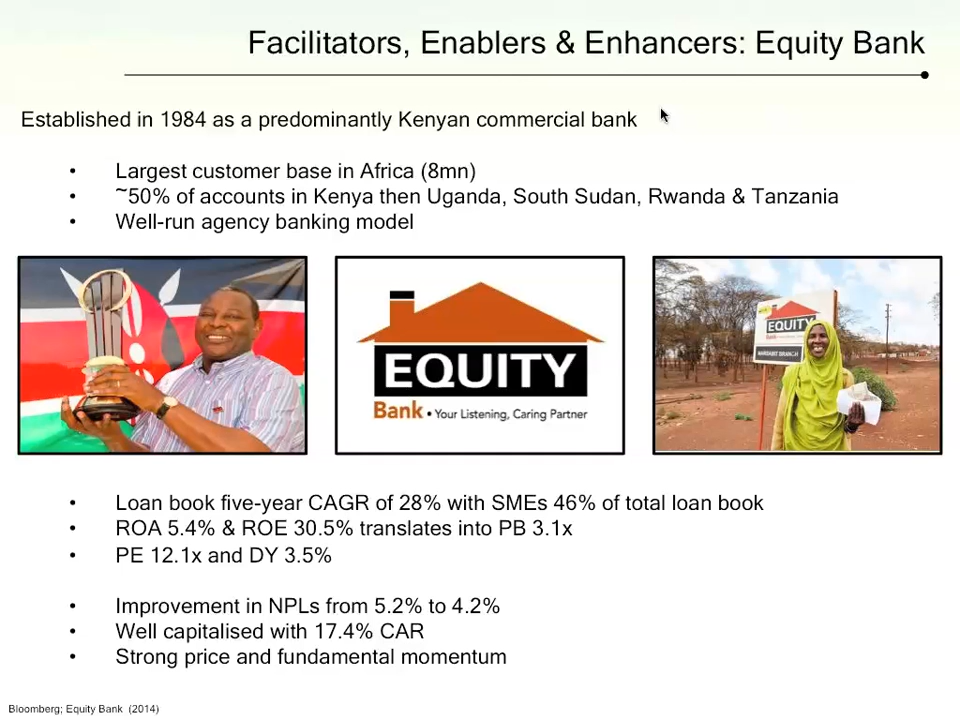 Facilitators, Enablers & Enhancers: Equity Bank
Established in 1984 as a predominantly Kenyan commercial bank
• Largest customer base in Africa (8mn)
• ~50% of accounts in Kenya then Uganda, South Sudan, Rwanda & Tanzania
• Well-run agency banking model
EQUITY
Bank • Your Listening, Caring Partner
EQUITY
MARSABIT BRANCH
• Loan book five-year CAGR of 28% with SMEs 46% of total loan book
• ROA 5.4% & ROE 30.5% translates into PB 3.1x
• PE 12.1x and DY 3.5%
• Improvement in NPLs from 5.2% to 4.2%
• Well capitalised with 17.4% CAR
• Strong price and fundamental momentum
Bloomberg; Equity Bank (2014)